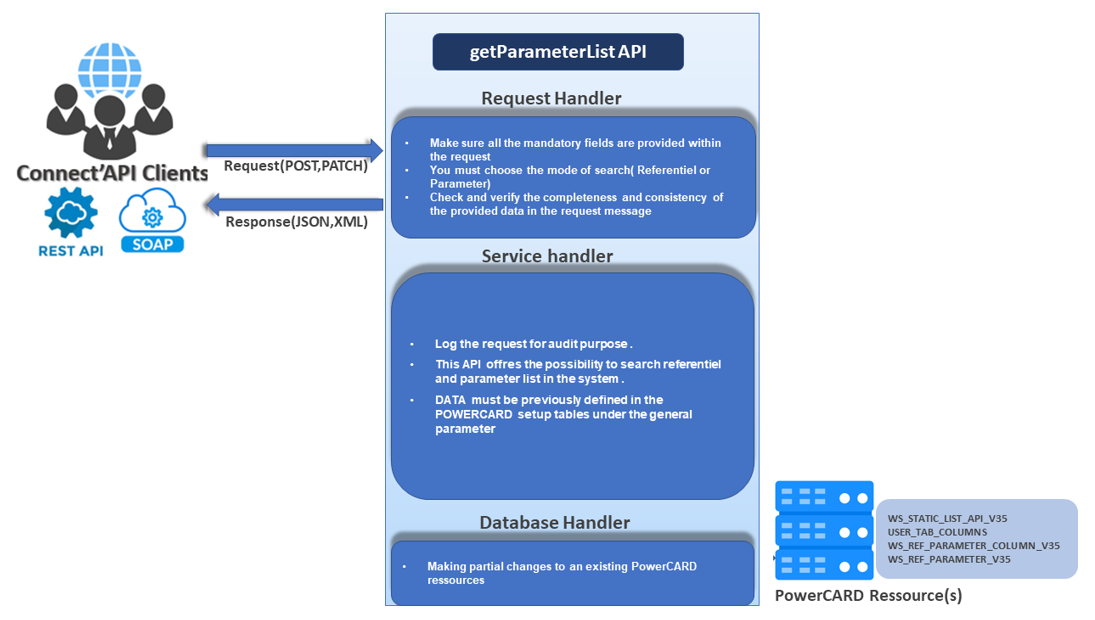 getParameterList API
Request Handler
• Make sure all the mandatory fields are provided within
the request
• You must choose the mode of search( Referentiel or
Parameter)
• Check and verify the completeness and consistency of
the provided data in the request message
Connect'API Clients
REST API
SOAP
Request(POST,PATCH)
Response(JSON,XML)
Service handler
• Log the request for audit purpose .
• This API offres the possibility to search referentiel
and parameter list in the system .
• DATA must be previously defined in the
POWERCARD setup tables under the general
parameter
Database Handler
• Making partial changes to an existing PowerCARD
ressources
WS_STATIC_LIST_API_V35
USER_TAB_COLUMNS
WS_REF_PARAMETER_COLUMN_V35
WS_REF_PARAMETER_V35
PowerCARD Ressource(s)